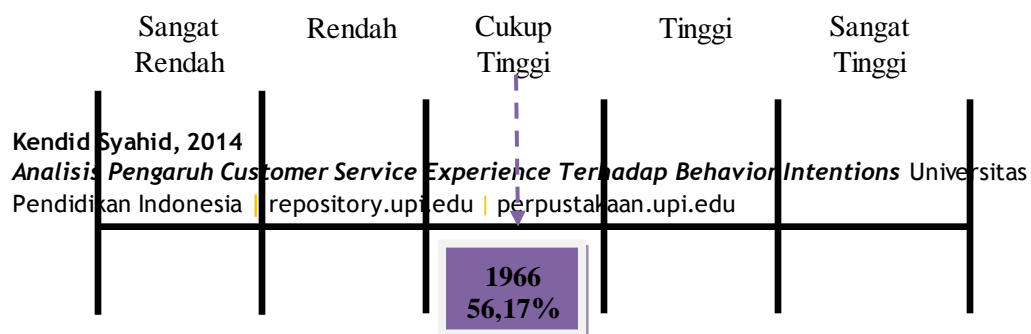 Sangat Rendah
Rendah
Cukup Tinggi
Tinggi
Sangat Tinggi
Kendid Syahid, 2014
Analisis Pengaruh Customer Service Experience Terhadap Behavior Intentions Universitas
Pendidikan Indonesia | repository.upi.edu | perpustakaan.upi.edu
1966
56,17%